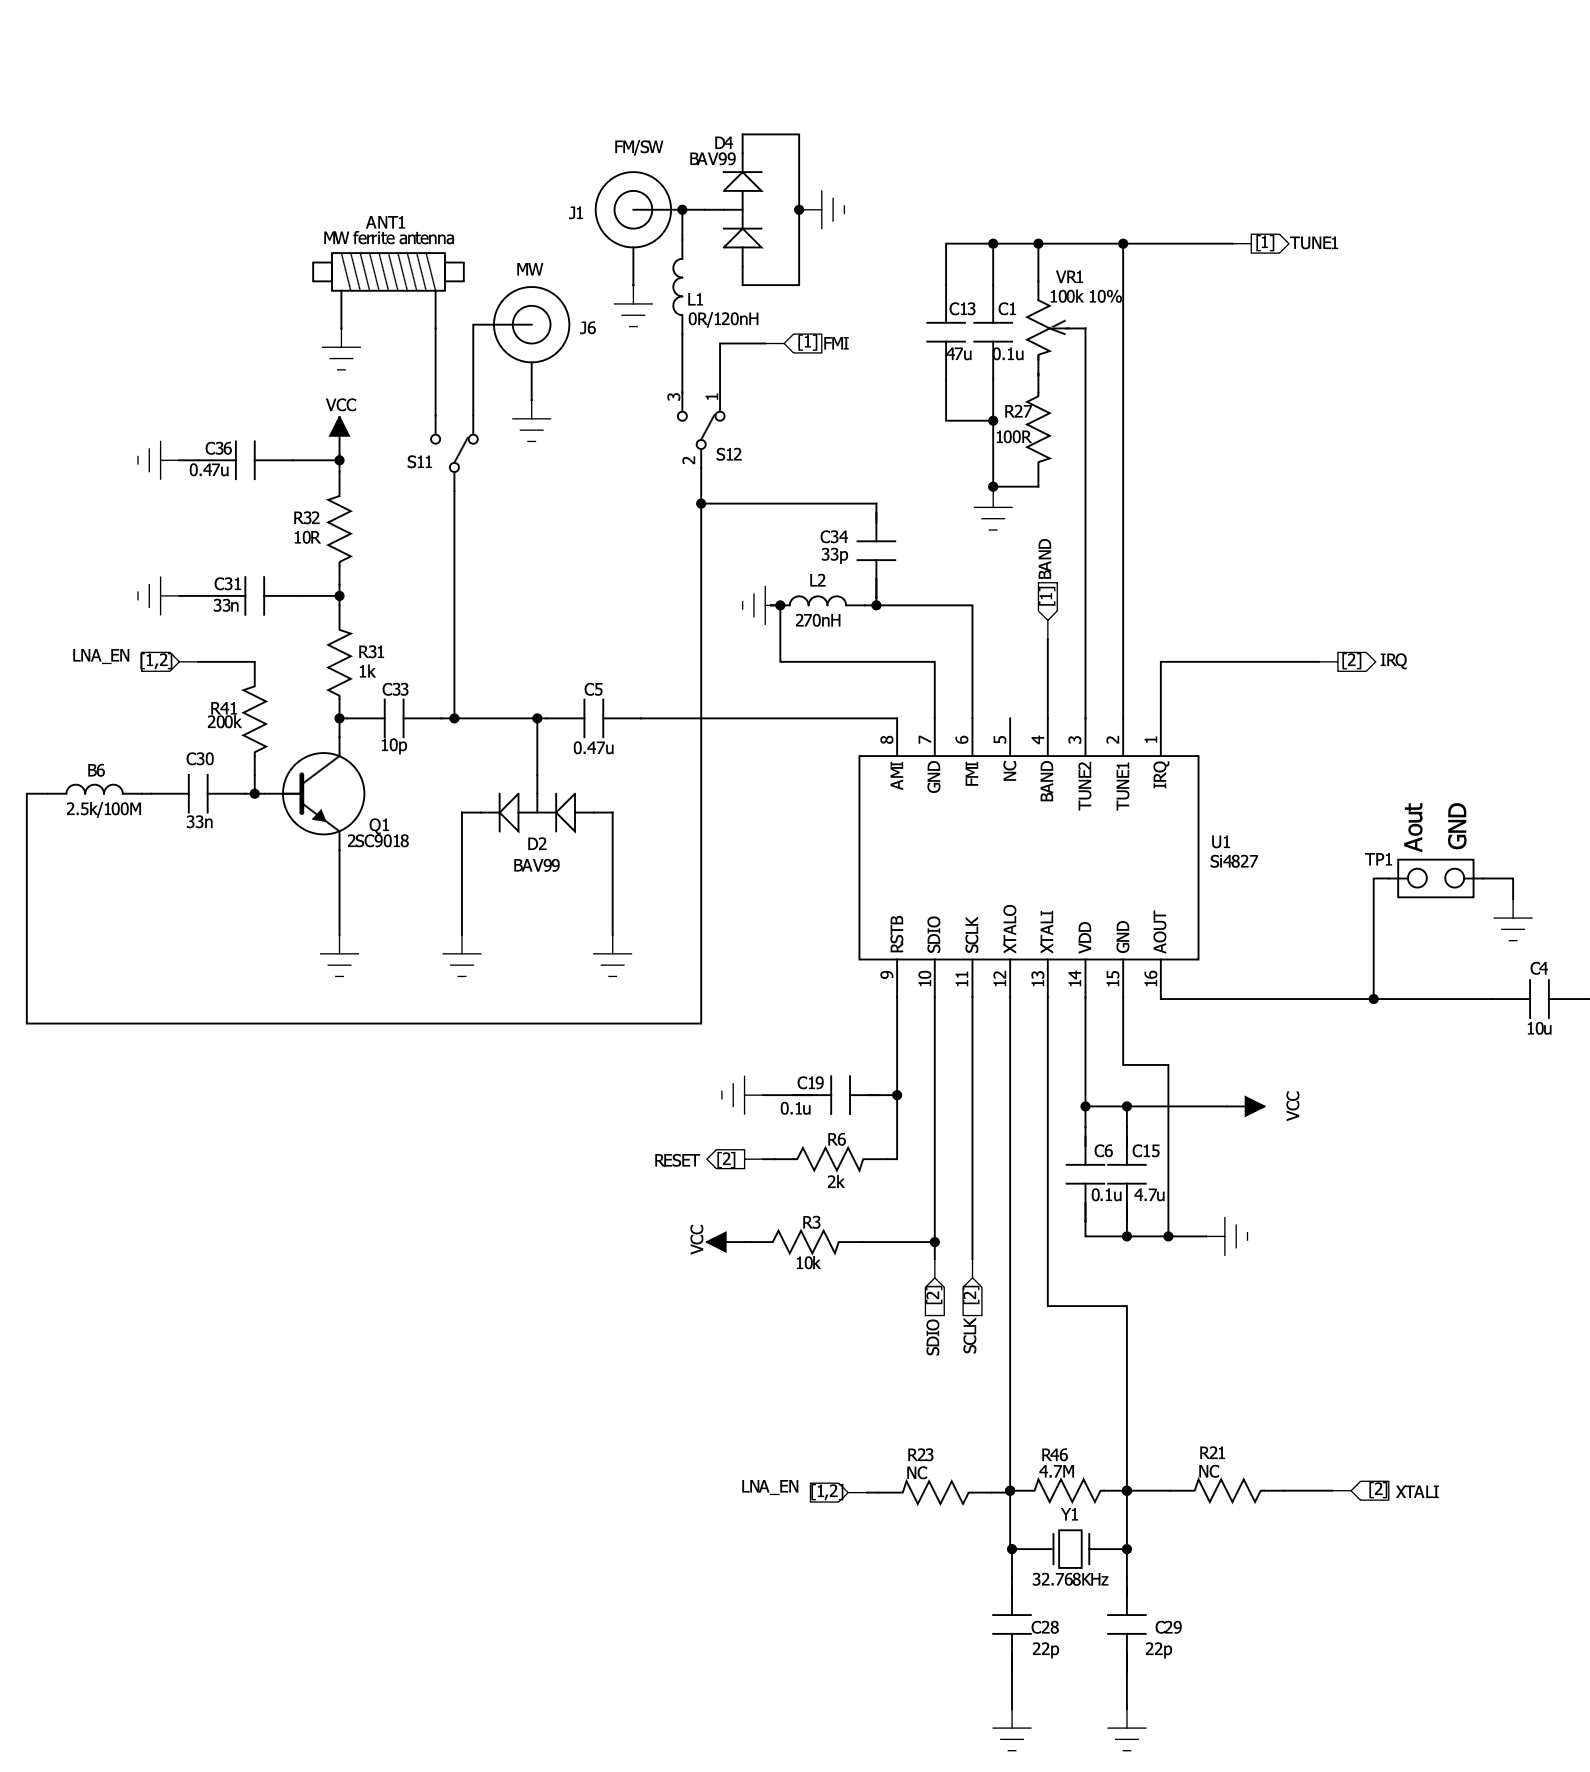 FM/SW
D4
BAV99
J1
ANT1
MW ferrite antenna
MW
J6
L1
0R/120nH
[1] FMI
3
1
2
S12
S11
[1] TUNE1
VR1
100k 10%
C13
47u
C1
0.1u
R27
100R
VCC
C36
0.47u
R32
10R
C31
33n
R31
1k
LNA_EN [1,2]
R41
200k
C33
10p
C5
0.47u
C34
33p
L2
270nH
[1] BAND
[2] IRQ
B6
2.5k/100M
C30
33n
Q1
2SC9018
D2
BAV99
8
7
6
5
4
3
2
1
AMI
GND
FMI
NC
BAND
TUNE2
TUNE1
IRQ
U1
Si4827
RSTB
SDIO
SCLK
XTALO
XTALI
VDD
GND
AOUT
9
10
11
12
13
14
15
16
TP1
Aout
GND
C4
10u
C19
0.1u
RESET [2]
R6
2k
VCC
R3
10k
SDIO [2]
SCLK [2]
VCC
C6
0.1u
C15
4.7u
LNA_EN [1,2]
R23
NC
R46
4.7M
R21
NC
[2] XTALI
Y1
32.768KHz
C28
22p
C29
22p